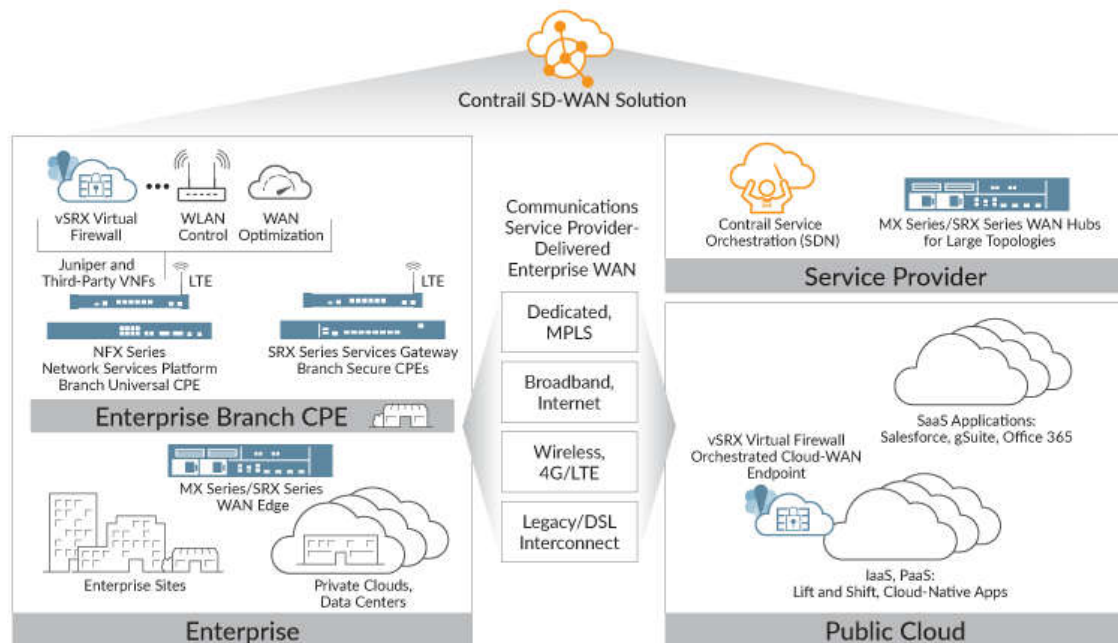 Contrail SD-WAN Solution
vSRX Virtual
Firewall
WLAN
Control
WAN
Optimization
Juniper and
Third-Party VNFs
LTE
LTE
NFX Series
Network Services Platform
Branch Universal CPE
SRX Series Services Gateway
Branch Secure CPEs
Enterprise Branch CPE
MX Series/SRX Series
WAN Edge
Enterprise Sites
Private Clouds,
Data Centers
Enterprise
Communications
Service Provider-
Delivered
Enterprise WAN
Dedicated,
MPLS
Broadband,
Internet
Wireless,
4G/LTE
Legacy/DSL
Interconnect
Contrail Service
Orchestration (SDN)
MX Series/SRX Series WAN Hubs
for Large Topologies
Service Provider
SaaS Applications:
Salesforce, gSuite, Office 365
vSRX Virtual Firewall
Orchestrated Cloud-WAN
Endpoint
IaaS, PaaS:
Lift and Shift, Cloud-Native Apps
Public Cloud